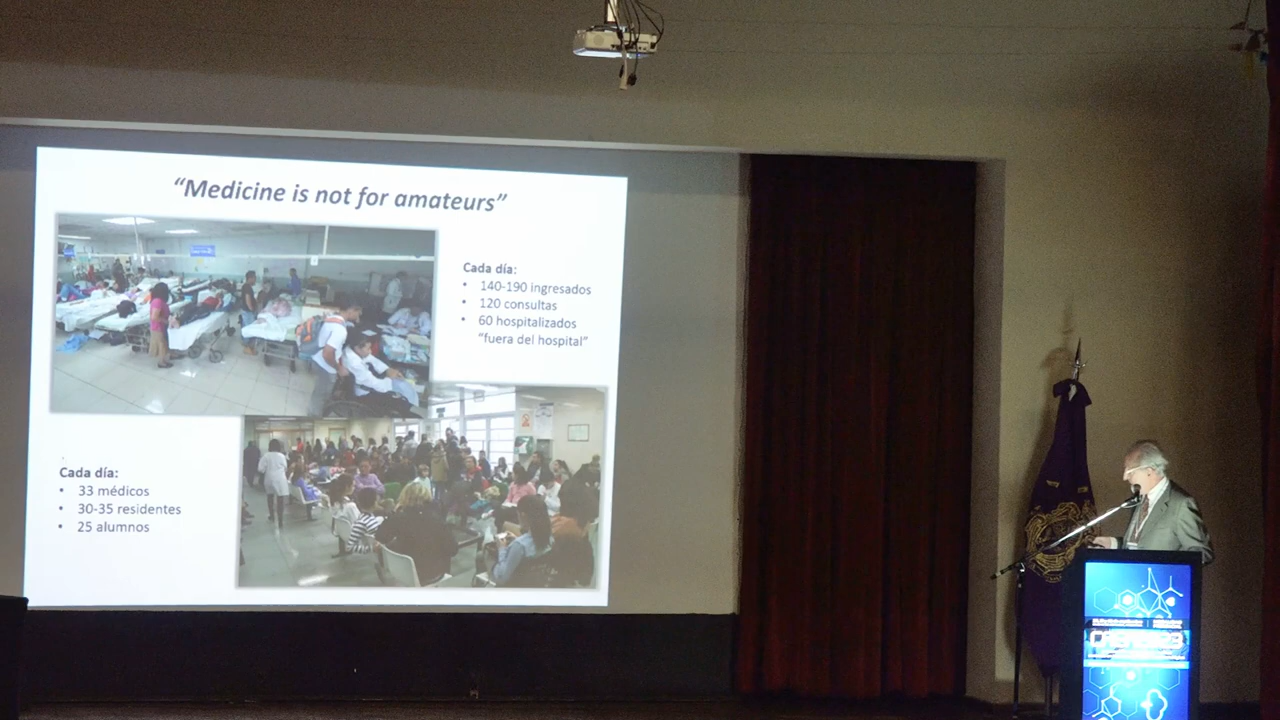 “Medicine is not for amateurs”
Cada día:
• 140-190 ingresados
• 120 consultas
• 60 hospitalizados
“fuera del hospital”
Cada día:
• 33 médicos
• 30-35 residentes
• 25 alumnos